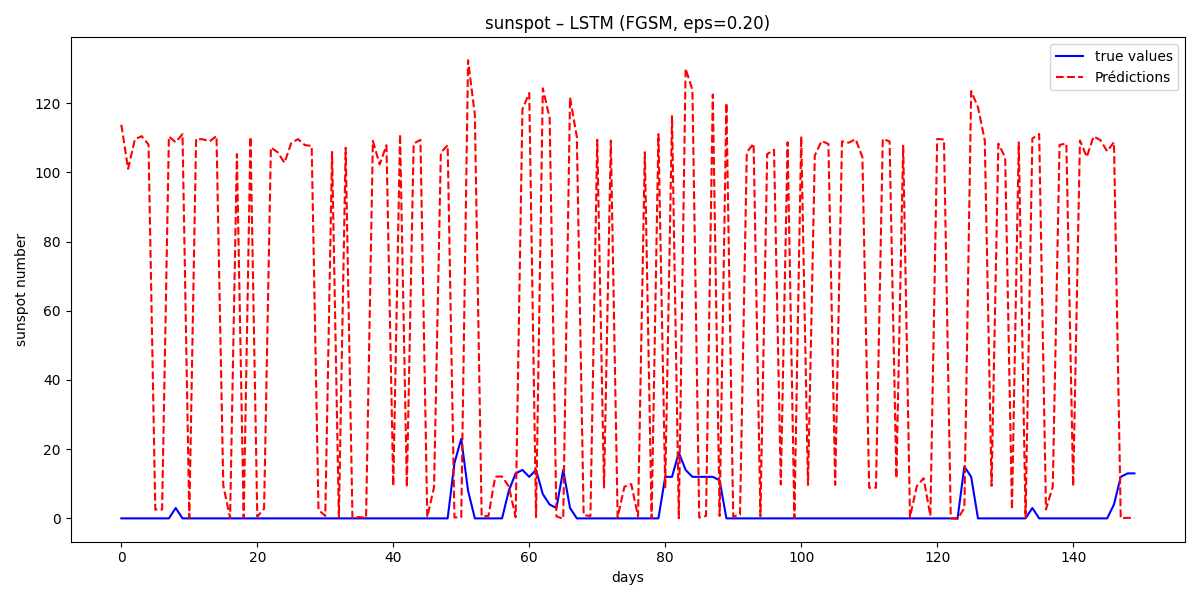 sunspot – LSTM (FGSM, eps=0.20)
true values
Prédictions
sunspot number
120
100
80
60
40
20
0
0 20 40 60 80 100 120 140
days